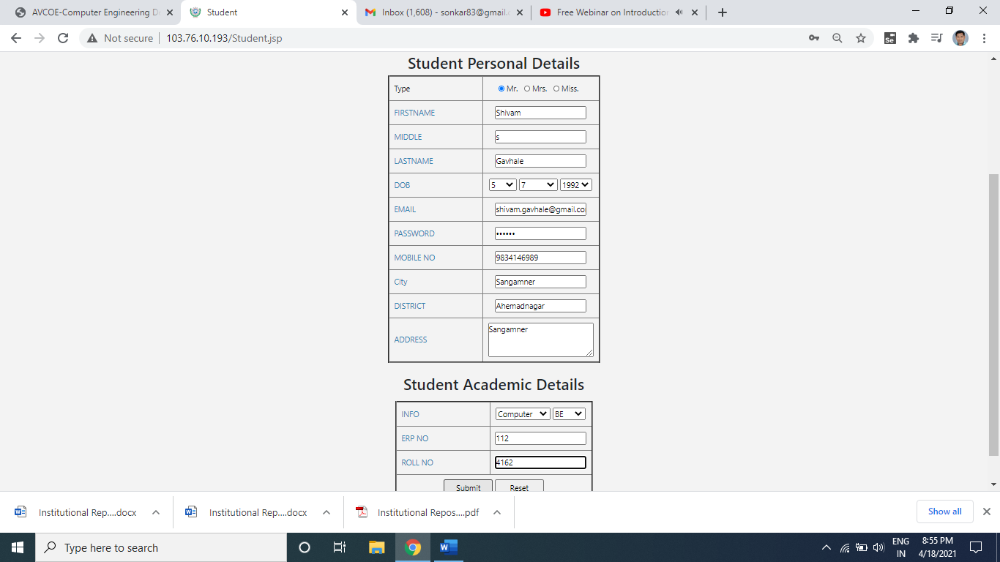 AVCOE-Computer Engineering D
Student
Inbox (1,608) - sonkar83@gmail.
Free Webinar on Introduction
Not secure
103.76.10.193/Student.jsp
Se
Student Personal Details
Type Mr. Mrs. Miss.
FIRSTNAME Shivam
MIDDLE s
LASTNAME Gavhale
DOB 5 7 1992
EMAIL shivam.gavhale@gmail.co
PASSWORD ••••••
MOBILE NO 9834146989
City Sangamner
DISTRICT Ahemadnagar
ADDRESS Sangamner
Student Academic Details
INFO Computer BE
ERP NO 112
ROLL NO 4162
Submit Reset
Institutional Rep....docx
Institutional Rep....docx
Institutional Repos....pdf
Show all
Type here to search
ENG
IN
8:55 PM
4/18/2021